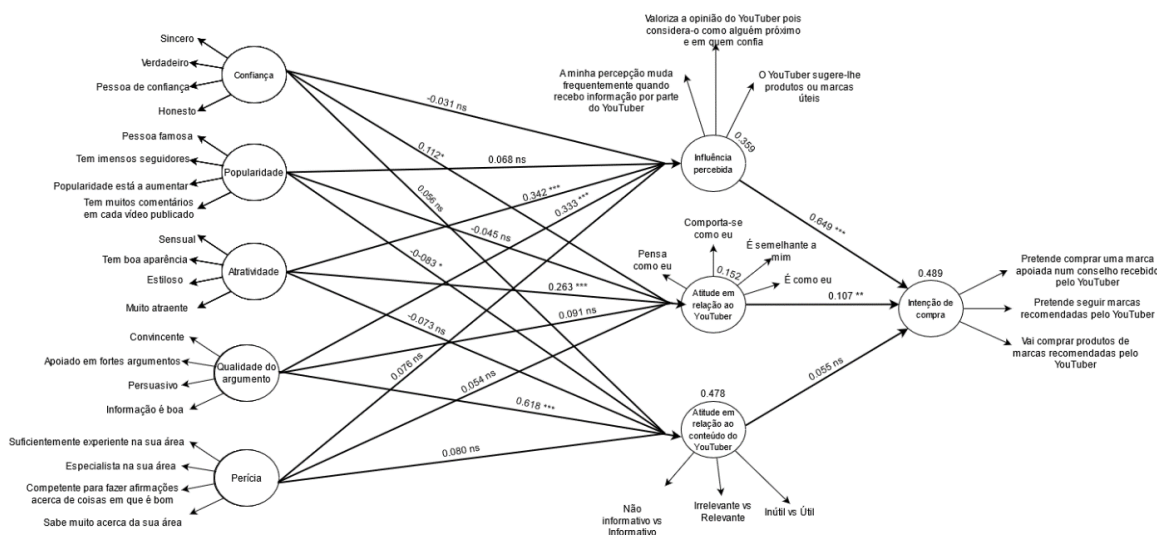 Valoriza a opinião do YouTuber pois
considera-o como alguém próximo
e em quem confia
A minha percepção muda
frequentemente quando
recebo informação por parte
do YouTuber
O YouTuber sugere-lhe
produtos ou marcas
úteis
Sincero
Verdadeiro
Pessoa de confiança
Honesto
Confiança
Pessoa famosa
Tem imensos seguidores
Popularidade está a aumentar
Tem muitos comentários
em cada vídeo publicado
Popularidade
Sensual
Tem boa aparência
Estiloso
Muito atraente
Atratividade
Convincente
Apoiado em fortes argumentos
Persuasivo
Informação é boa
Qualidade do
argumento
Suficientemente experiente na sua área
Especialista na sua área
Competente para fazer afirmações
acerca de coisas em que é bom
Sabe muito acerca da sua área
Perícia
-0.031 ns
0.112*
0.056 ns
0.068 ns
-0.045 ns
-0-083 *
0.342 ***
0.263 ***
-0.073 ns
0.333 ***
0.091 ns
0.618 ***
0.076 ns
0.054 ns
0.080 ns
0.359
Influência
percebida
Comporta-se
como eu
Pensa
como eu
É semelhante a
mim
É como eu
0.152
Atitude em
relação ao
YouTuber
0.478
Atitude em
relação ao
conteúdo do
YouTuber
Não
informativo vs
Informativo
Irrelevante vs
Relevante
Inútil vs Útil
0.649 ***
0.107 **
0.055 ns
0.489
Intenção de
compra
Pretende comprar uma marca
apoiada num conselho recebido
pelo YouTuber
Pretende seguir marcas
recomendadas pelo YouTuber
Vai comprar produtos de
marcas recomendadas pelo
YouTuber